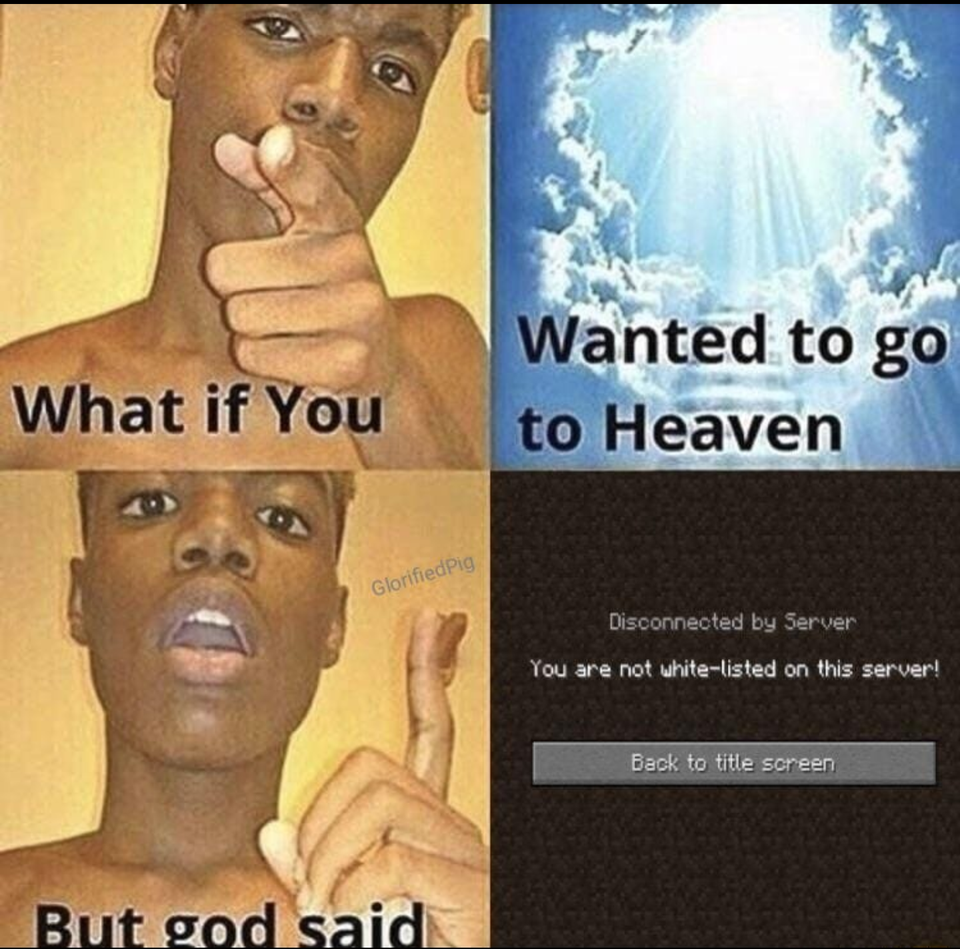 What if You
Wanted to go
to Heaven
GlorifiedPig
But god said
Disconnected by Server
You are not white-listed on this server!
Back to title screen